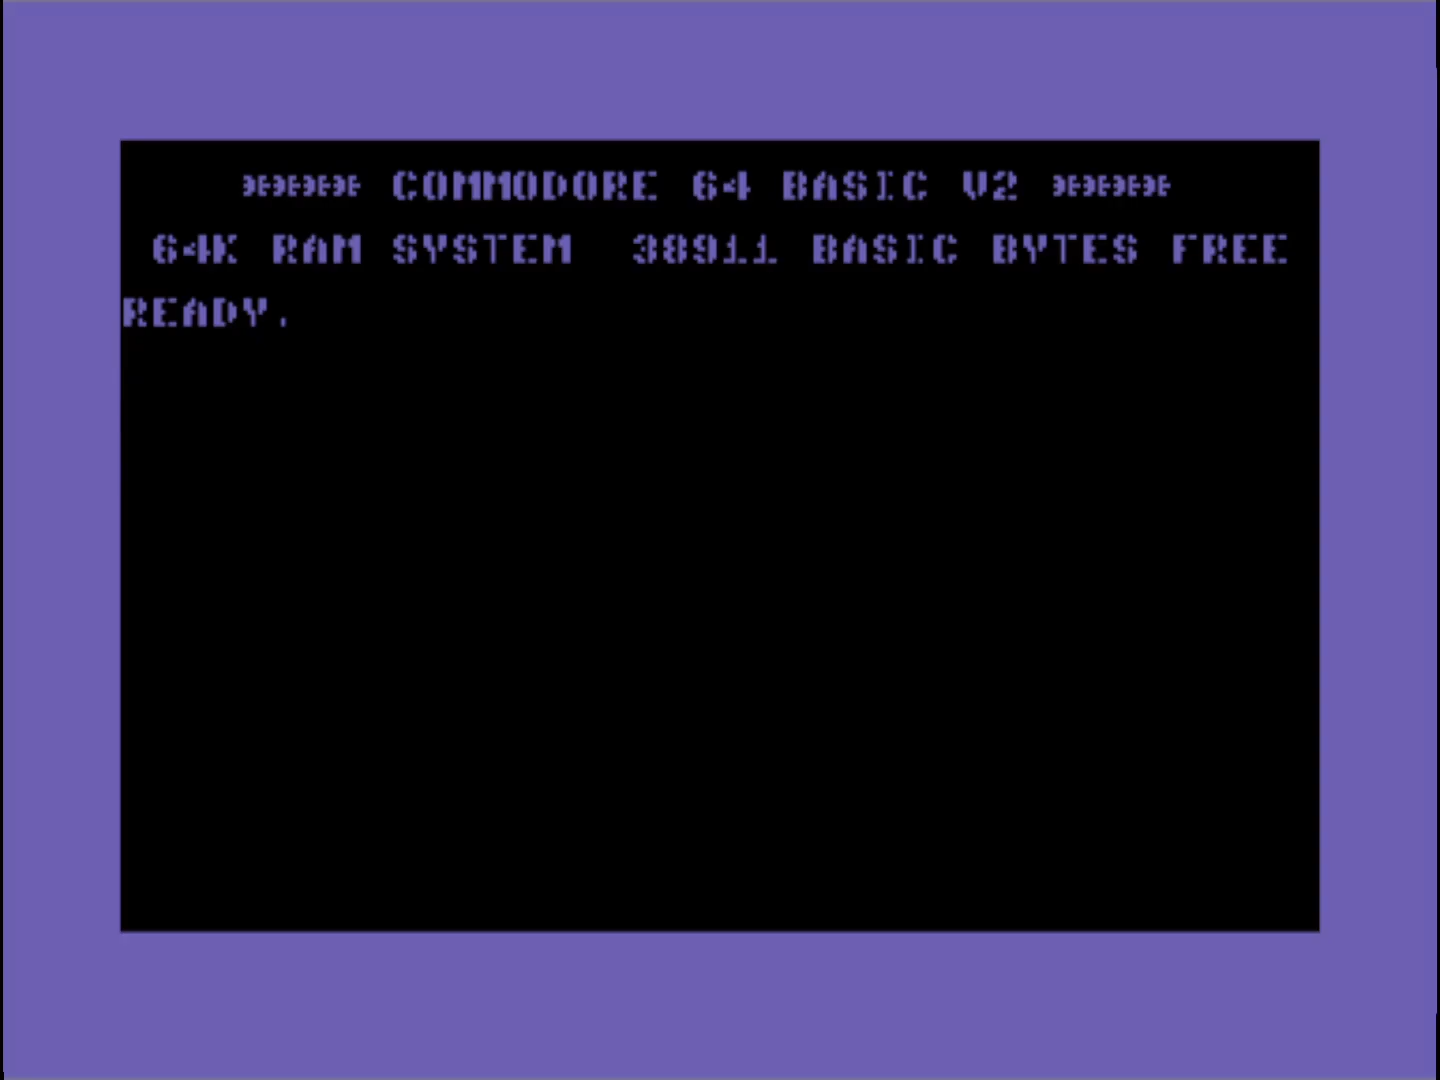 **** COMMODORE 64 BASIC V2 ****
64K RAM SYSTEM  38911 BASIC BYTES FREE
READY.